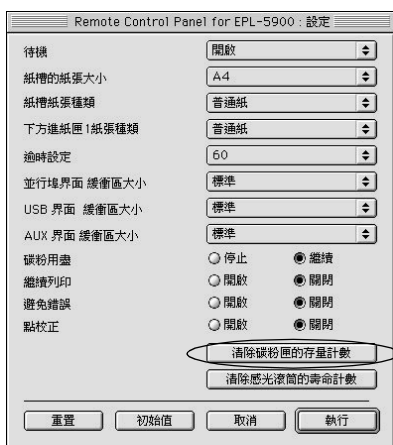 Remote Control Panel for EPL-5900 : 設定
待機 開啟
紙槽的紙張大小 A4
紙槽紙張種類 普通紙
下方進紙匣1紙張種類 普通紙
逾時設定 60
並行埠界面 緩衝區大小 標準
USB 界面 緩衝區大小 標準
AUX 界面 緩衝區大小 標準
碳粉用盡 停止 繼續
繼續列印 開啟 關閉
避免錯誤 開啟 關閉
點校正 開啟 關閉
清除碳粉匣的存量計數
清除感光滾筒的壽命計數
重置 初始值 取消 執行